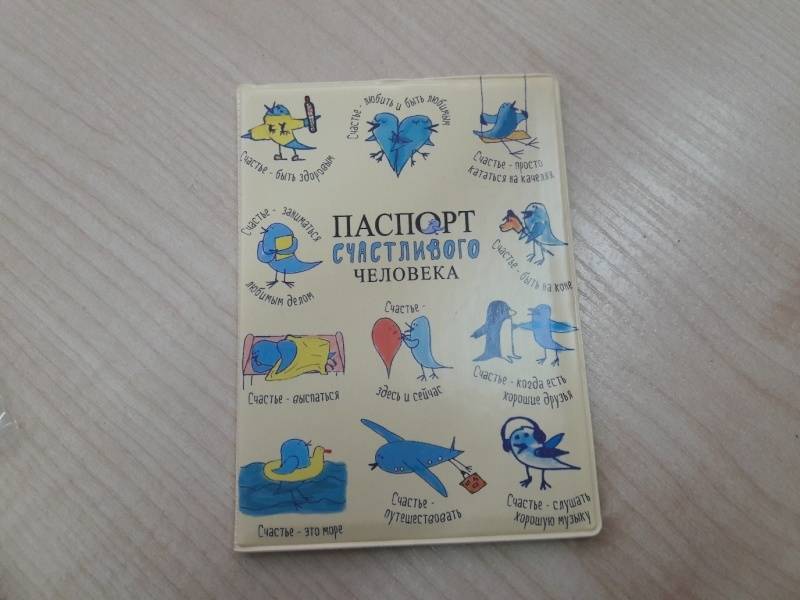 Счастье - быть здоровым
Счастье - любить и быть любимым
Счастье - просто
кататься на качелях
Счастье - заниматься
любимым делом
ПАСПОРТ
СЧАСТЛИВОГО
ЧЕЛОВЕКА
Счастье - быть на коне
Счастье - выспаться
Счастье -
здесь и сейчас
Счастье - когда есть
хорошие друзья
Счастье - это море
Счастье -
путешествовать
Счастье - слушать
хорошую музыку